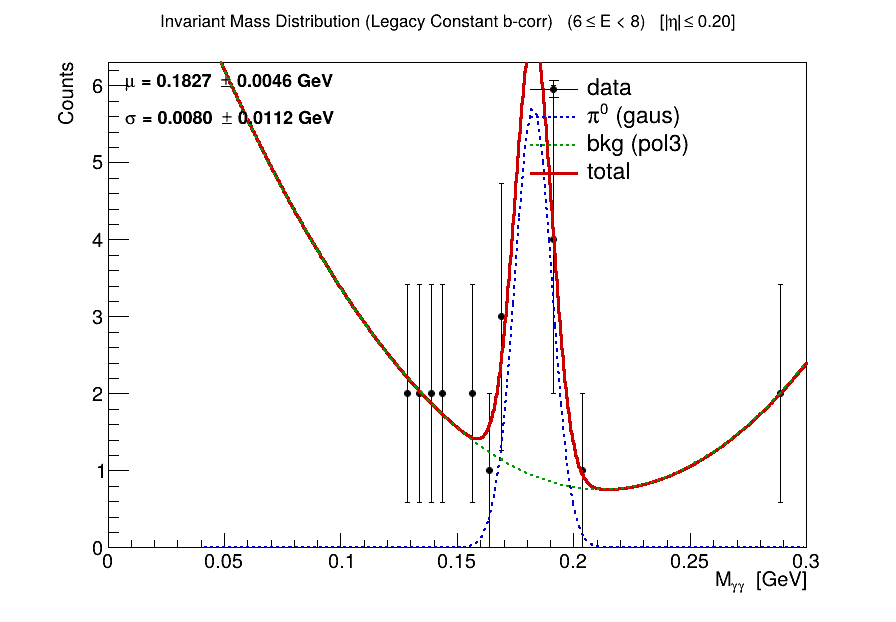 Invariant Mass Distribution (Legacy Constant b-corr) (6 ≤ E < 8) [|η| ≤ 0.20]
Counts
μ = 0.1827 ± 0.0046 GeV
σ = 0.0080 ± 0.0112 GeV
data
π⁰ (gaus)
bkg (pol3)
total
6
5
4
3
2
1
0
0 0.05 0.1 0.15 0.2 0.25 0.3
M_γγ [GeV]